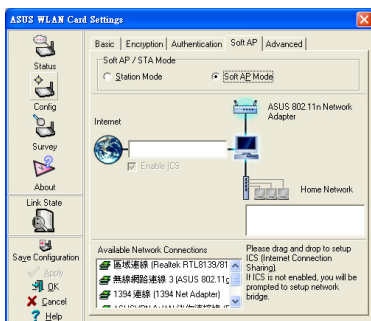 ASUS WLAN Card Settings
Status
Config
Survey
About
Link State
Save Configuration
Apply
OK
Cancel
Help
Basic
Encryption
Authentication
Soft AP
Advanced
Soft AP / STA Mode
Station Mode
Soft AP Mode
Internet
Enable ICS
ASUS 802.11n Network
Adapter
Home Network
Available Network Connections
區域連線 (Realtek RTL8139/81
無線網路連線 3 (ASUS 802.11g
1394 連線 (1394 Net Adapter)
Please drag and drop to setup
ICS (Internet Connection
Sharing).
If ICS is not enabled, you will be
prompted to setup network
bridge.